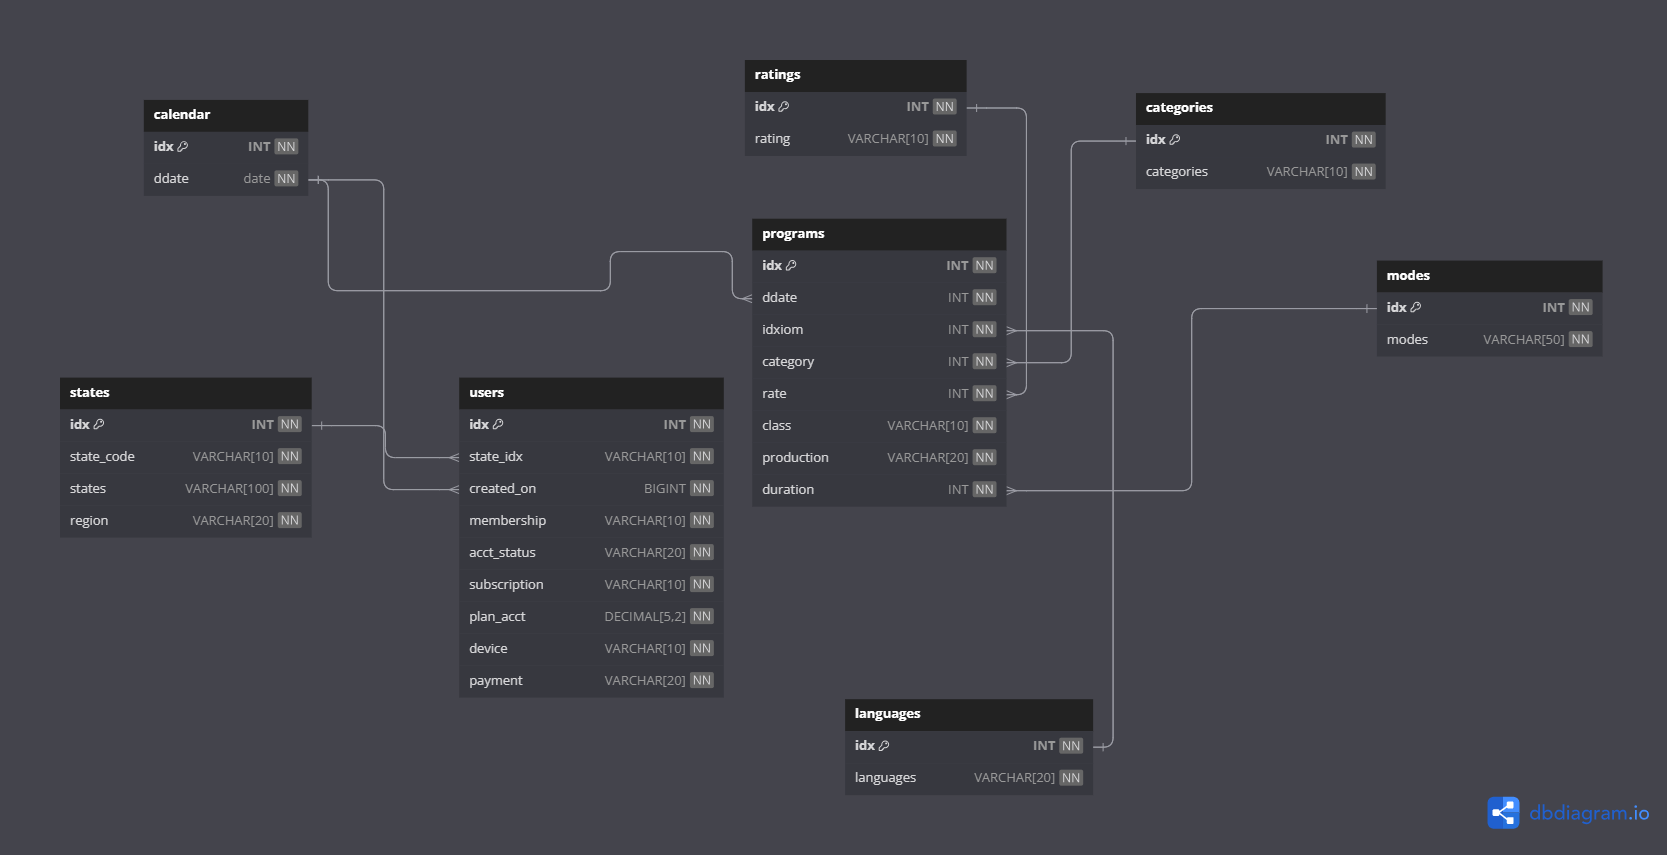 ratings
idx INT NN
rating VARCHAR[10] NN
calendar
idx INT NN
ddate date NN
categories
idx INT NN
categories VARCHAR[10] NN
programs
idx INT NN
ddate INT NN
idxiom INT NN
category INT NN
rate INT NN
class VARCHAR[10] NN
production VARCHAR[20] NN
duration INT NN
modes
idx INT NN
modes VARCHAR[50] NN
states
idx INT NN
state_code VARCHAR[10] NN
states VARCHAR[100] NN
region VARCHAR[20] NN
users
idx INT NN
state_idx VARCHAR[10] NN
created_on BIGINT NN
membership VARCHAR[10] NN
acct_status VARCHAR[20] NN
subscription VARCHAR[10] NN
plan_acct DECIMAL[5,2] NN
device VARCHAR[10] NN
payment VARCHAR[20] NN
languages
idx INT NN
languages VARCHAR[20] NN
dbdiagram.io